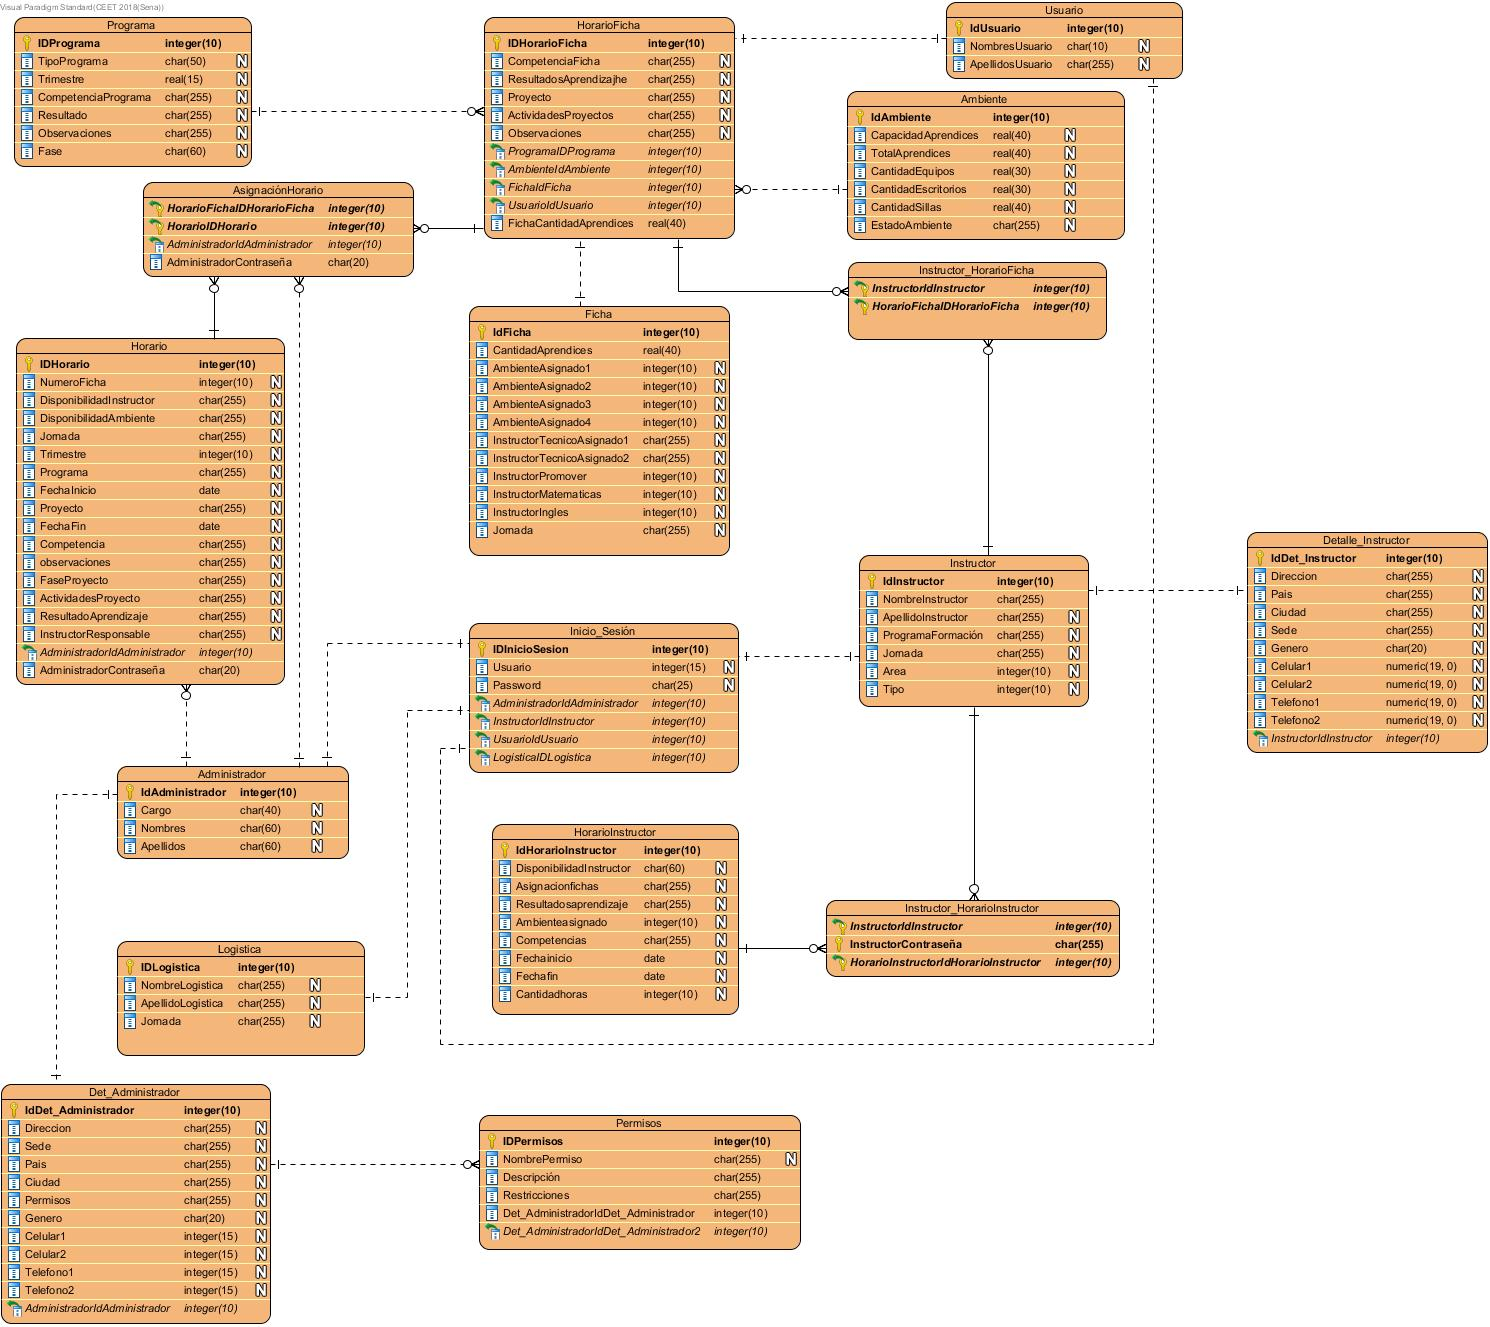 Visual Paradigm Standard(CEET 2018(Sena))
Programa
IDPrograma integer(10)
TipoPrograma char(50) N
Trimestre real(15) N
CompetenciaPrograma char(255) N
Resultado char(255) N
Observaciones char(255) N
Fase char(60) N
HorarioFicha
IDHorarioFicha integer(10)
CompetenciaFicha char(255) N
ResultadosAprendizajhe char(255) N
Proyecto char(255) N
ActividadesProyectos char(255) N
Observaciones char(255) N
ProgramaIDPrograma integer(10)
AmbienteIdAmbiente integer(10)
FichaIdFicha integer(10)
UsuarioIdUsuario integer(10)
FichaCantidadAprendices real(40)
Usuario
IdUsuario integer(10)
NombresUsuario char(10) N
ApellidosUsuario char(255) N
Ambiente
IdAmbiente integer(10)
CapacidadAprendices real(40) N
TotalAprendices real(40) N
CantidadEquipos real(30) N
CantidadEscritorios real(30) N
CantidadSillas real(40) N
EstadoAmbiente char(255) N
AsignaciónHorario
HorarioFichaIDHorarioFicha integer(10)
HorarioIDHorario integer(10)
AdministradorIdAdministrador integer(10)
AdministradorContraseña char(20)
Instructor_HorarioFicha
InstructorIdInstructor integer(10)
HorarioFichaIDHorarioFicha integer(10)
Ficha
IdFicha integer(10)
CantidadAprendices real(40)
AmbienteAsignado1 integer(10) N
AmbienteAsignado2 integer(10) N
AmbienteAsignado3 integer(10) N
AmbienteAsignado4 integer(10) N
InstructorTecnicoAsignado1 char(255) N
InstructorTecnicoAsignado2 char(255) N
InstructorPromover integer(10) N
InstructorMatematicas integer(10) N
InstructorIngles integer(10) N
Jornada char(255) N
Horario
IDHorario integer(10)
NumeroFicha integer(10) N
DisponibilidadInstructor char(255) N
DisponibilidadAmbiente char(255) N
Jornada char(255) N
Trimestre integer(10) N
Programa char(255) N
FechaInicio date N
Proyecto char(255) N
FechaFin date N
Competencia char(255) N
observaciones char(255) N
FaseProyecto char(255) N
ActividadesProyecto char(255) N
ResultadoAprendizaje char(255) N
InstructorResponsable char(255) N
AdministradorIdAdministrador integer(10)
AdministradorContraseña char(20)
Instructor
IdInstructor integer(10)
NombreInstructor char(255)
ApellidoInstructor char(255) N
ProgramaFormación char(255) N
Jornada char(255) N
Area integer(10) N
Tipo integer(10) N
Detalle_Instructor
IdDet_Instructor integer(10)
Direccion char(255) N
Pais char(255) N
Ciudad char(255) N
Sede char(255) N
Genero char(20) N
Celular1 numeric(19, 0) N
Celular2 numeric(19, 0) N
Telefono1 numeric(19, 0) N
Telefono2 numeric(19, 0) N
InstructorIdInstructor integer(10)
Inicio_Sesión
IDInicioSesion integer(10)
Usuario integer(15) N
Password char(25) N
AdministradorIdAdministrador integer(10)
InstructorIdInstructor integer(10)
UsuarioIdUsuario integer(10)
LogisticaIDLogistica integer(10)
Administrador
IdAdministrador integer(10)
Cargo char(40) N
Nombres char(60) N
Apellidos char(60) N
HorarioInstructor
IdHorarioInstructor integer(10)
DisponibilidadInstructor char(60) N
Asignacionfichas char(255) N
Resultadosaprendizaje char(255) N
Ambienteasignado integer(10) N
Competencias char(255) N
Fechainicio date N
Fechafin date N
Cantidadhoras integer(10) N
Instructor_HorarioInstructor
InstructorIdInstructor integer(10)
InstructorContraseña char(255)
HorarioInstructorIdHorarioInstructor integer(10)
Logistica
IDLogistica integer(10)
NombreLogistica char(255) N
ApellidoLogistica char(255) N
Jornada char(255) N
Det_Administrador
IdDet_Administrador integer(10)
Direccion char(255) N
Sede char(255) N
Pais char(255) N
Ciudad char(255) N
Permisos char(255) N
Genero char(20) N
Celular1 integer(15) N
Celular2 integer(15) N
Telefono1 integer(15) N
Telefono2 integer(15) N
AdministradorIdAdministrador integer(10)
Permisos
IDPermisos integer(10)
NombrePermiso char(255) N
Descripción char(255)
Restricciones char(255)
Det_AdministradorIdDet_Administrador integer(10)
Det_AdministradorIdDet_Administrador2 integer(10)